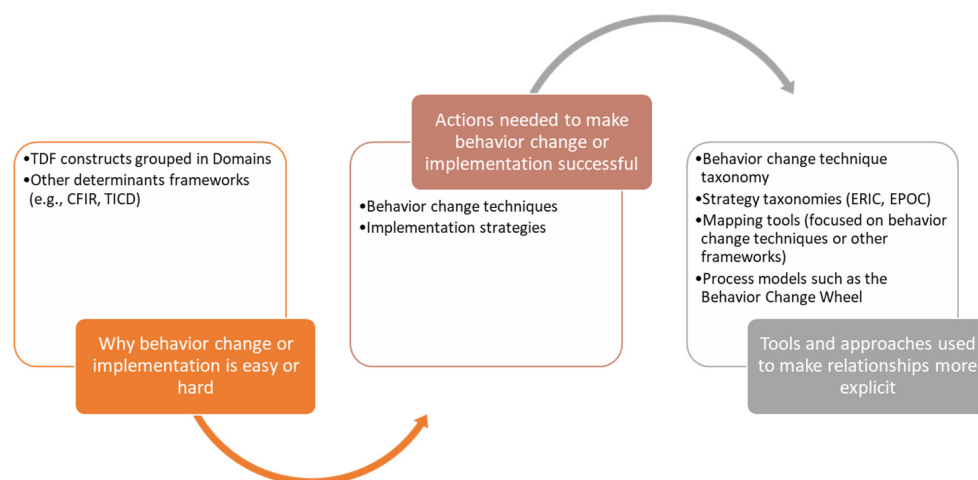 •TDF constructs grouped in Domains
•Other determinants frameworks
(e.g., CFIR, TICD)
Why behavior change or
implementation is easy or
hard
Actions needed to make
behavior change or
implementation successful
•Behavior change techniques
•Implementation strategies
•Behavior change technique
taxonomy
•Strategy taxonomies (ERIC, EPOC)
•Mapping tools (focused on behavior
change techniques or other
frameworks)
•Process models such as the
Behavior Change Wheel
Tools and approaches used
to make relationships more
explicit